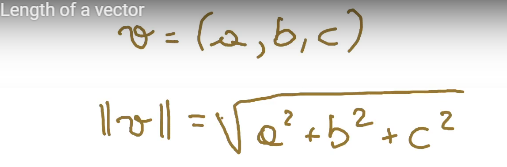 Length of a vector
v = (a, b, c)
||v|| = √a² + b² + c²